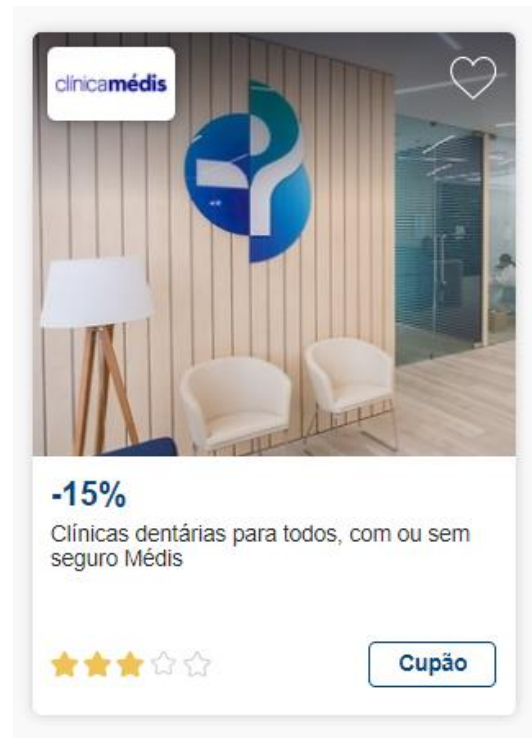 clínicamédis
-15%
Clínicas dentárias para todos, com ou sem
seguro Médis
Cupão